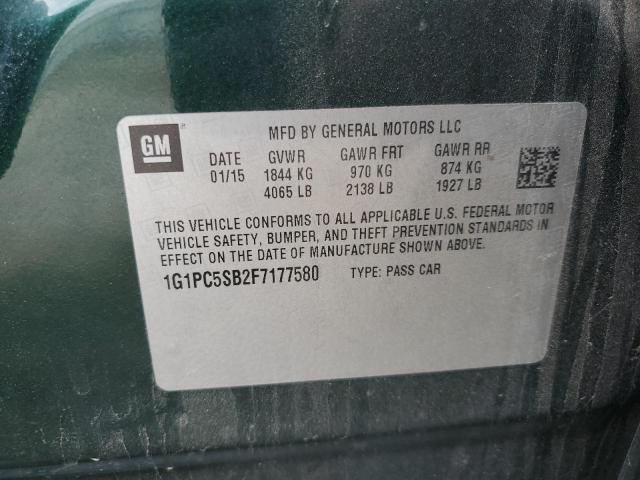 GM
MFD BY GENERAL MOTORS LLC
DATE GVWR GAWR FRT GAWR RR
01/15 1844 KG 970 KG 874 KG
4065 LB 2138 LB 1927 LB
THIS VEHICLE CONFORMS TO ALL APPLICABLE U.S. FEDERAL MOTOR
VEHICLE SAFETY, BUMPER, AND THEFT PREVENTION STANDARDS IN
EFFECT ON THE DATE OF MANUFACTURE SHOWN ABOVE.
1G1PC5SB2F7177580 TYPE: PASS CAR